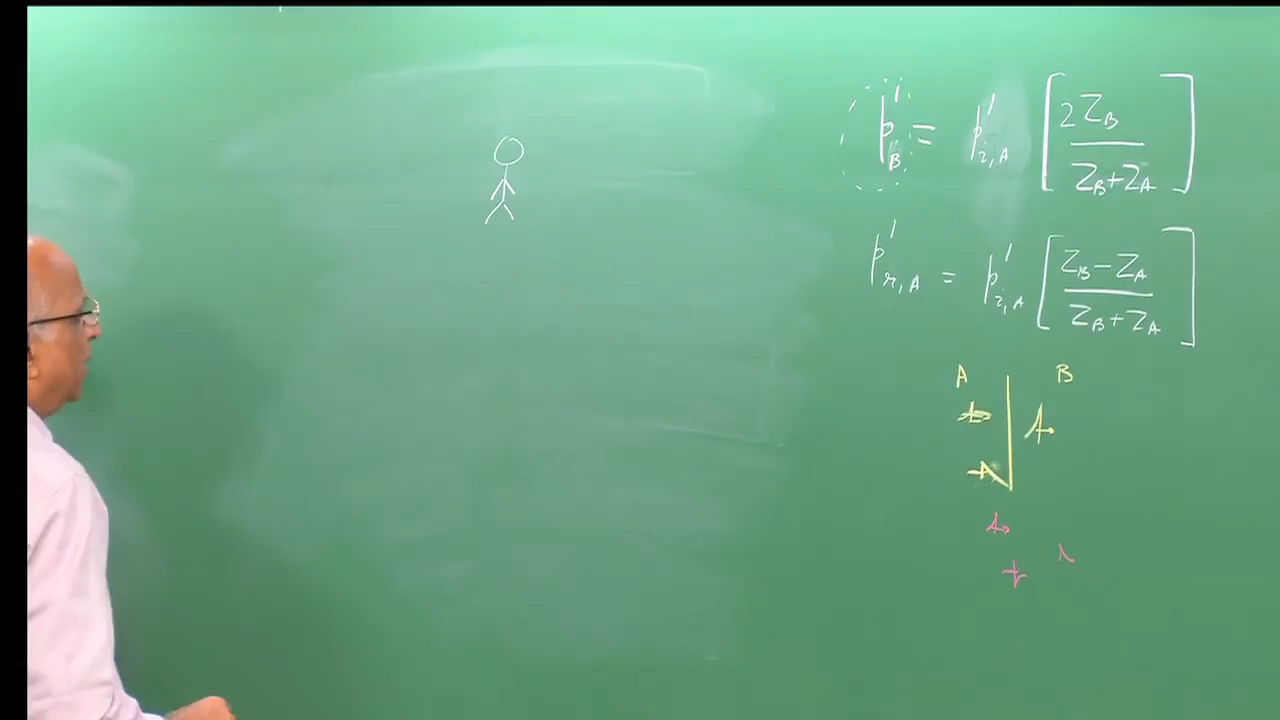 p'_B = p'_{i,A} [ 2Z_B / (Z_B + Z_A) ]
p'_{r,A} = p'_{i,A} [ (Z_B − Z_A) / (Z_B + Z_A) ]
A B